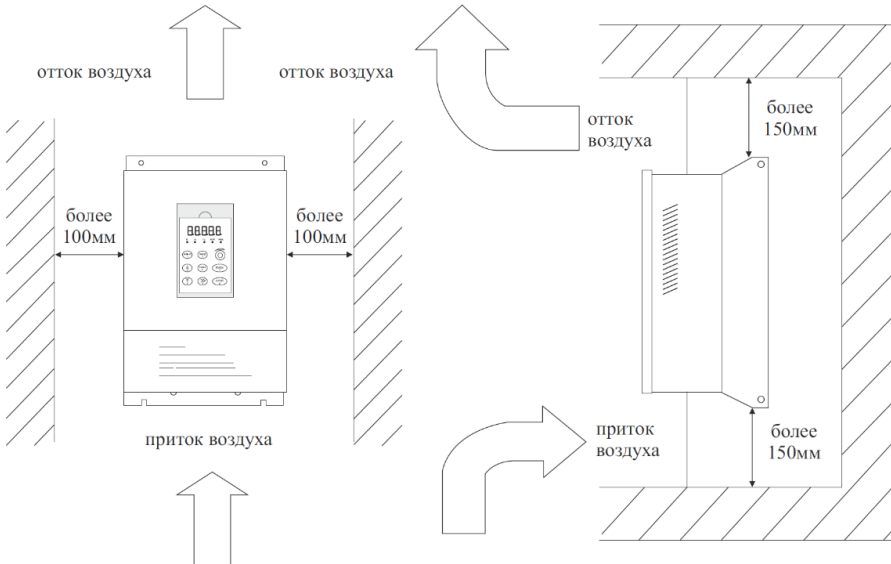 отток воздуха
отток воздуха
более
100мм
более
100мм
приток воздуха
отток
воздуха
более
150мм
приток
воздуха
более
150мм